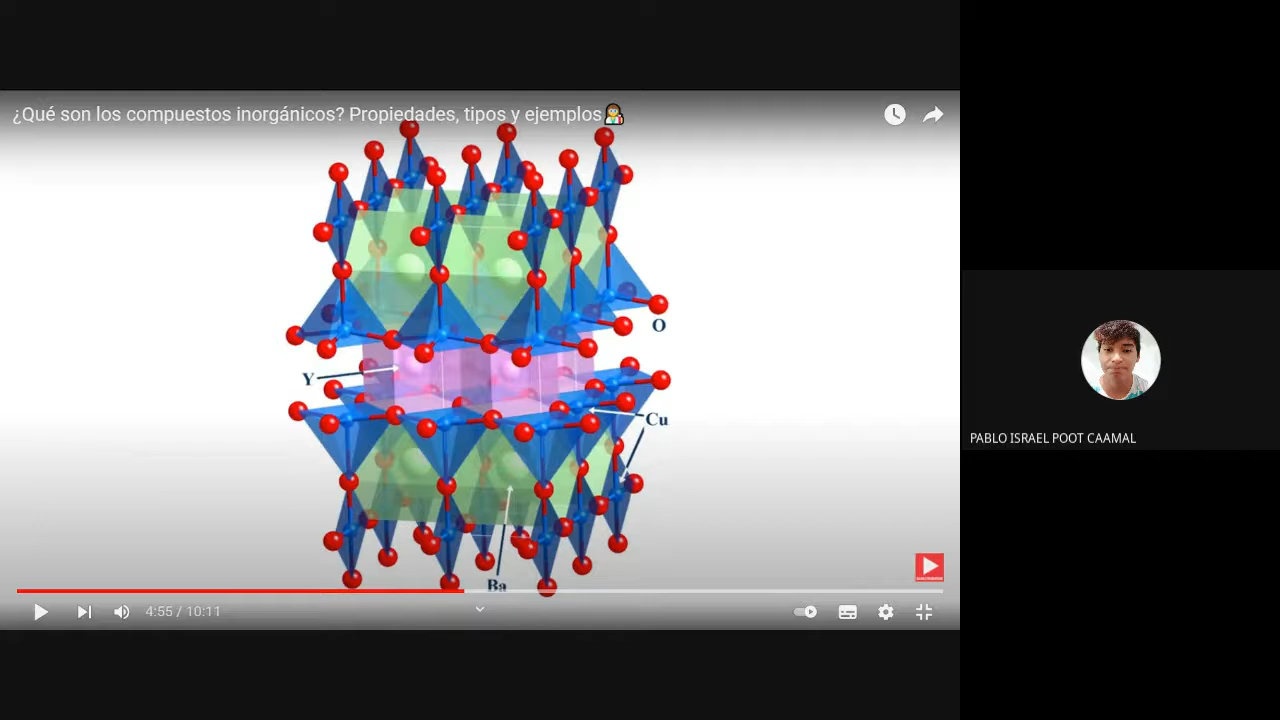 ¿Qué son los compuestos inorgánicos? Propiedades, tipos y ejemplos
O
Y
Cu
Ba
4:55 / 10:11
PABLO ISRAEL POOT CAAMAL